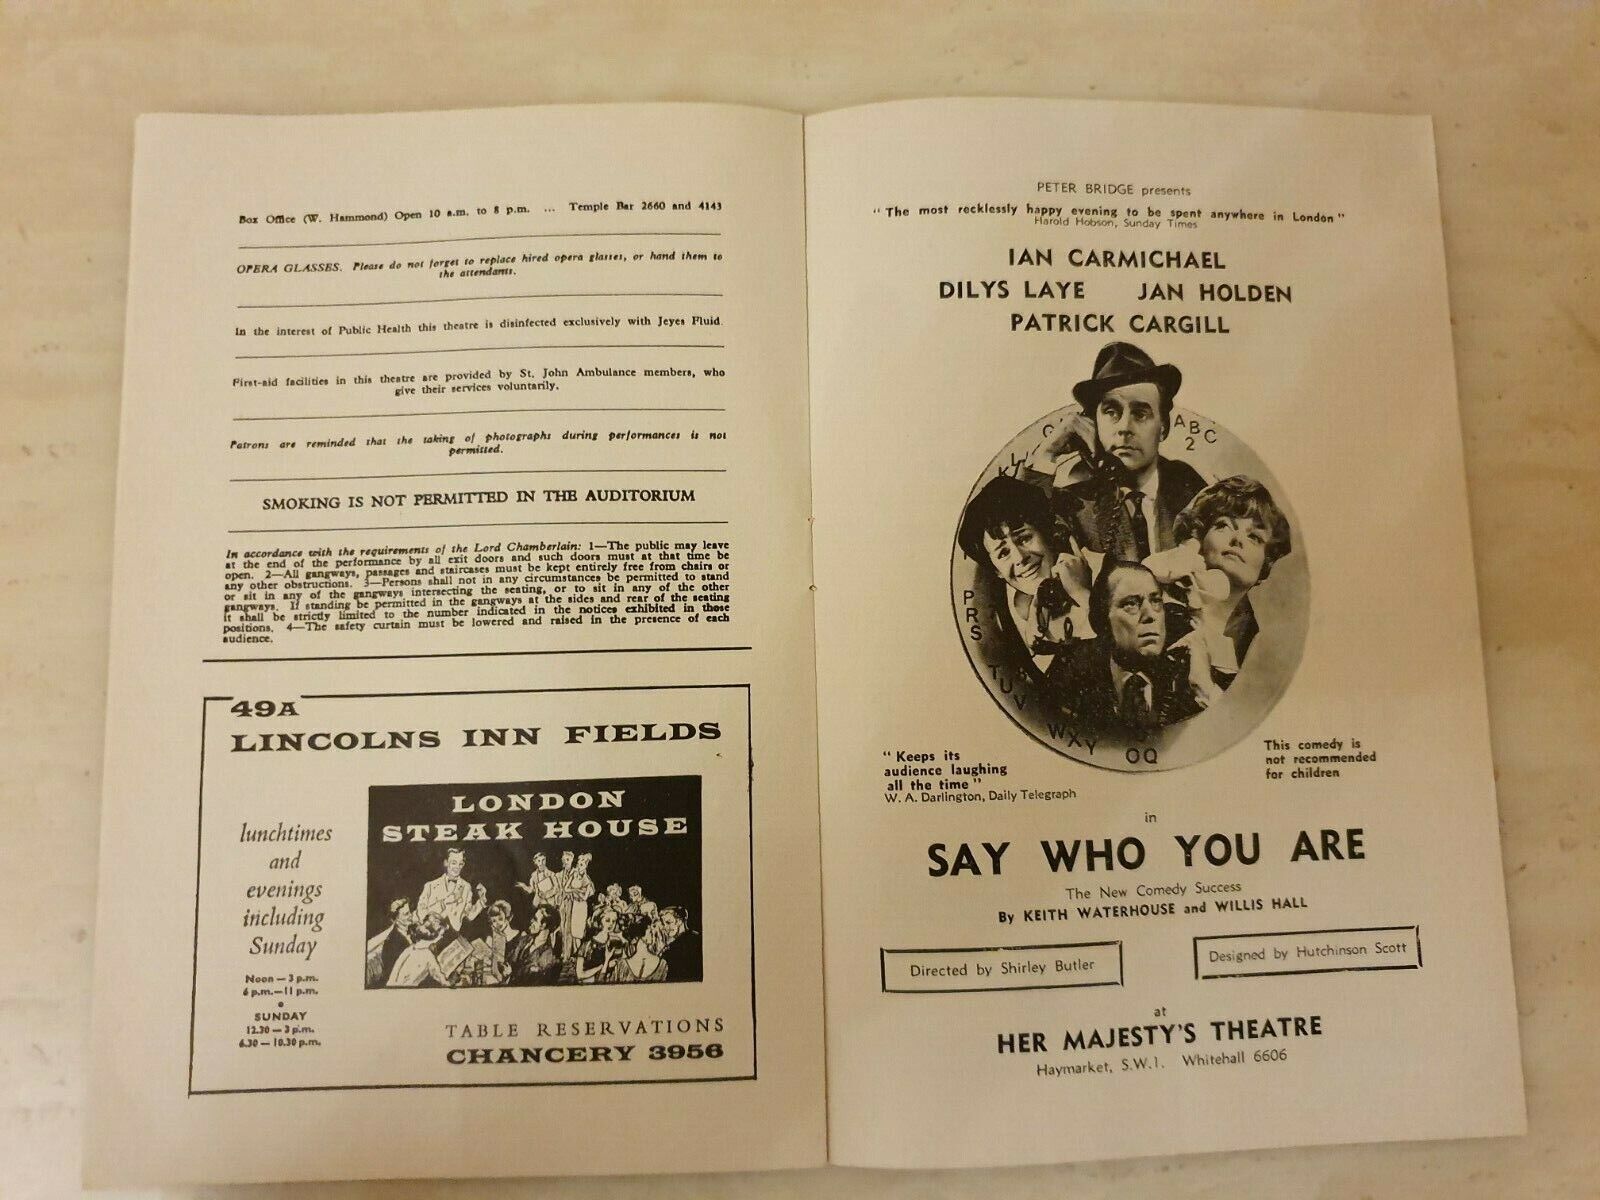 Box Office (W. Hammond) Open 10 a.m. to 8 p.m. ... Temple Bar 2660 and 4143
OPERA GLASSES. Please do not forget to replace hired opera glasses, or hand them to
the attendants.
In the interest of Public Health this theatre is disinfected exclusively with Jeyes Fluid.
First-aid facilities in this theatre are provided by St. John Ambulance members, who
give their services voluntarily.
Patrons are reminded that the taking of photographs during performances is not
permitted.
SMOKING IS NOT PERMITTED IN THE AUDITORIUM
In accordance with the requirements of the Lord Chamberlain: 1—The public may leave
at the end of the performance by all exit doors and such doors must at that time be
open. 2—All gangways, passages and staircases must be kept entirely free from chairs or
any other obstructions. 3—Persons shall not in any circumstances be permitted to stand
or sit in any of the gangways intersecting the seating, or to sit in any of the other
gangways. If standing be permitted in the gangways at the sides and rear of the seating
it shall be strictly limited to the number indicated in the notices exhibited in those
positions. 4—The safety curtain must be lowered and raised in the presence of each
audience.
49A
LINCOLNS INN FIELDS
LONDON
STEAK HOUSE
lunchtimes
and
evenings
including
Sunday
Noon — 3 p.m.
6 p.m.—11 p.m.
•
SUNDAY
12.30 — 3 p.m.
6.30 — 10.30 p.m.
TABLE RESERVATIONS
CHANCERY 3956
PETER BRIDGE presents
"The most recklessly happy evening to be spent anywhere in London"
Harold Hobson, Sunday Times
IAN CARMICHAEL
DILYS LAYE JAN HOLDEN
PATRICK CARGILL
ABC
2
PRS
TUV
WXY
OQ
"Keeps its
audience laughing
all the time"
W. A. Darlington, Daily Telegraph
This comedy is
not recommended
for children
in
SAY WHO YOU ARE
The New Comedy Success
By KEITH WATERHOUSE and WILLIS HALL
Directed by Shirley Butler
Designed by Hutchinson Scott
at
HER MAJESTY'S THEATRE
Haymarket, S.W.1. Whitehall 6606